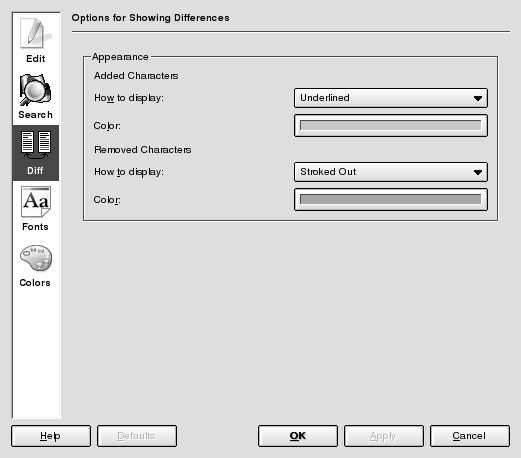 Options for Showing Differences
Edit
Search
Diff
Fonts
Colors
Appearance
Added Characters
How to display:
Underlined
Color:
Removed Characters
How to display:
Stroked Out
Color:
Aa
Help
Defaults
OK
Apply
Cancel